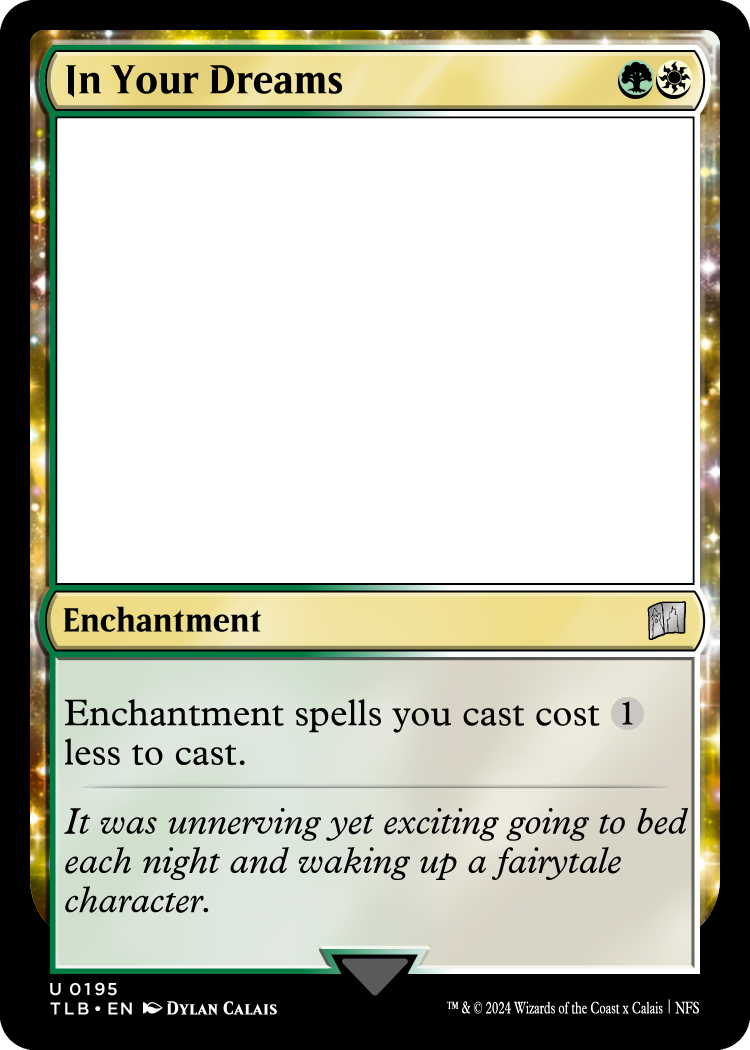 In Your Dreams
Enchantment
Enchantment spells you cast cost 1
less to cast.
It was unnerving yet exciting going to bed
each night and waking up a fairytale
character.
U 0195
TLB • EN Dylan Calais
™ & © 2024 Wizards of the Coast x Calais | NFS